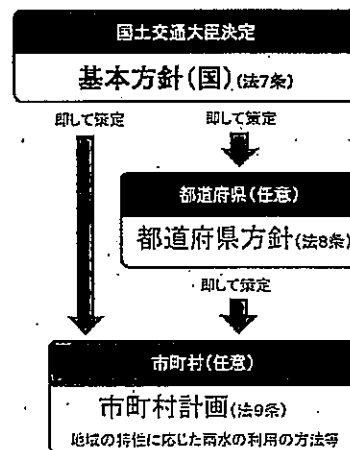 国土交通大臣決定
基本方針(国)(法7条)
即して策定 即して策定
都道府県(任意)
都道府県方針(法8条)
即して策定
市町村(任意)
市町村計画(法9条)
地域の特性に応じた雨水の利用の方法等